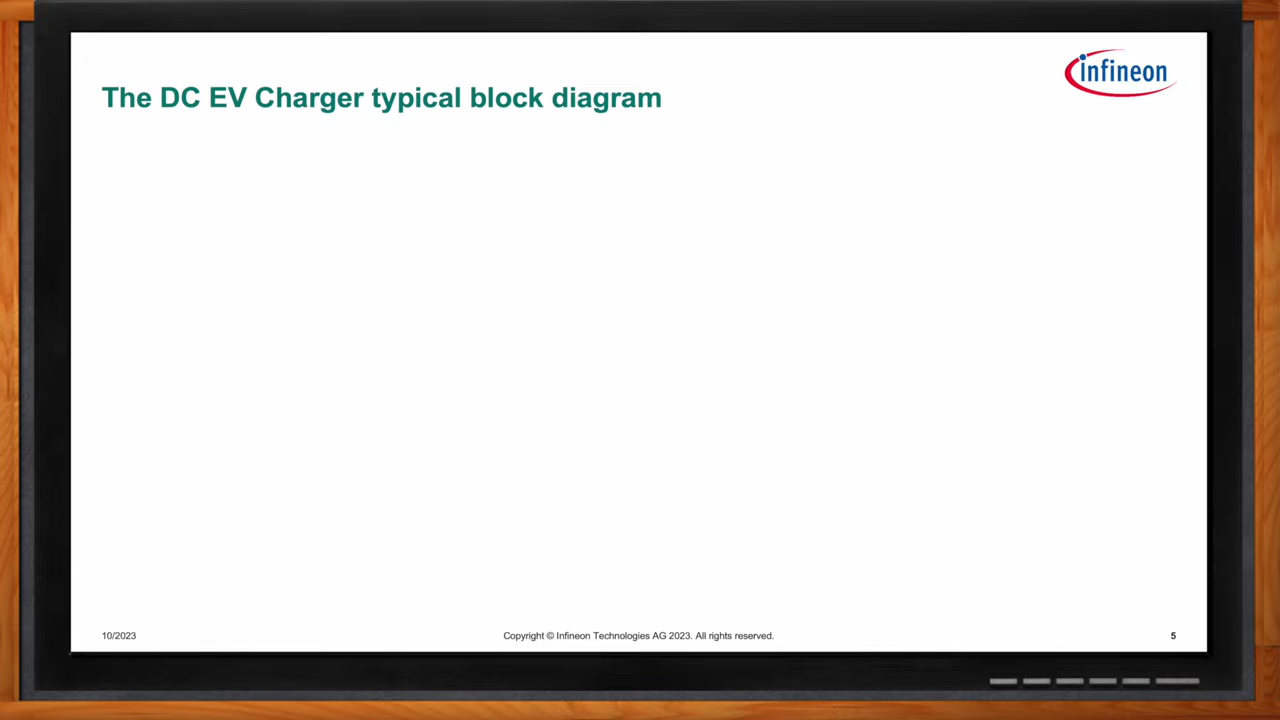 infineon
The DC EV Charger typical block diagram
10/2023
Copyright © Infineon Technologies AG 2023. All rights reserved.
5